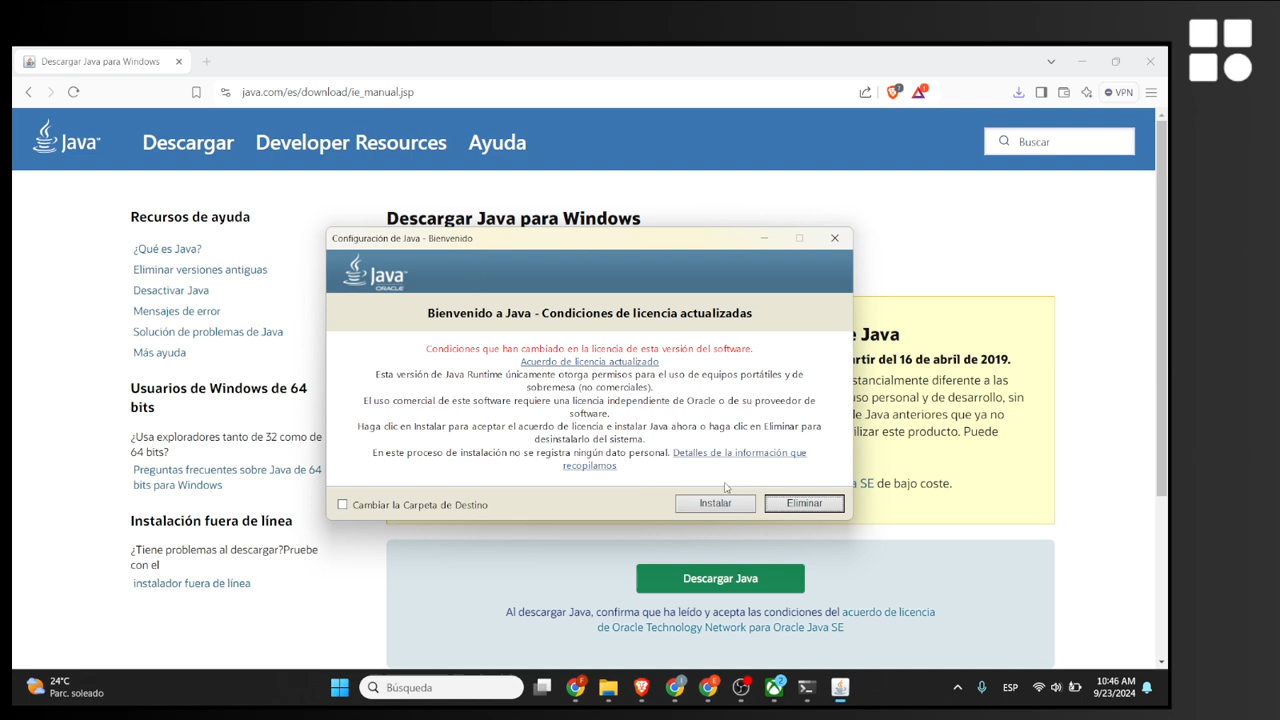 Descargar Java para Windows
java.com/es/download/ie_manual.jsp
VPN
Java
Descargar
Developer Resources
Ayuda
Buscar
Recursos de ayuda
¿Qué es Java?
Eliminar versiones antiguas
Desactivar Java
Mensajes de error
Solución de problemas de Java
Más ayuda
Usuarios de Windows de 64
bits
¿Usa exploradores tanto de 32 como de
64 bits?
Preguntas frecuentes sobre Java de 64
bits para Windows
Instalación fuera de línea
¿Tiene problemas al descargar?Pruebe
con el
instalador fuera de línea
Descargar Java para Windows
Configuración de Java - Bienvenido
Java
ORACLE
Bienvenido a Java - Condiciones de licencia actualizadas
Condiciones que han cambiado en la licencia de esta versión del software.
Acuerdo de licencia actualizado
Esta versión de Java Runtime únicamente otorga permisos para el uso de equipos portátiles y de
sobremesa (no comerciales).
El uso comercial de este software requiere una licencia independiente de Oracle o de su proveedor de
software.
Haga clic en Instalar para aceptar el acuerdo de licencia e instalar Java ahora o haga clic en Eliminar para
desinstalarlo del sistema.
En este proceso de instalación no se registra ningún dato personal. Detalles de la información que
recopilamos
Cambiar la Carpeta de Destino
Instalar
Eliminar
e Java
artir del 16 de abril de 2019.
stancialmente diferente a las
uso personal y de desarrollo, sin
le Java anteriores que ya no
ilizar este producto. Puede
a SE de bajo coste.
Descargar Java
Al descargar Java, confirma que ha leído y acepta las condiciones del acuerdo de licencia
de Oracle Technology Network para Oracle Java SE
24°C
Parc. soleado
Búsqueda
ESP
10:46 AM
9/23/2024